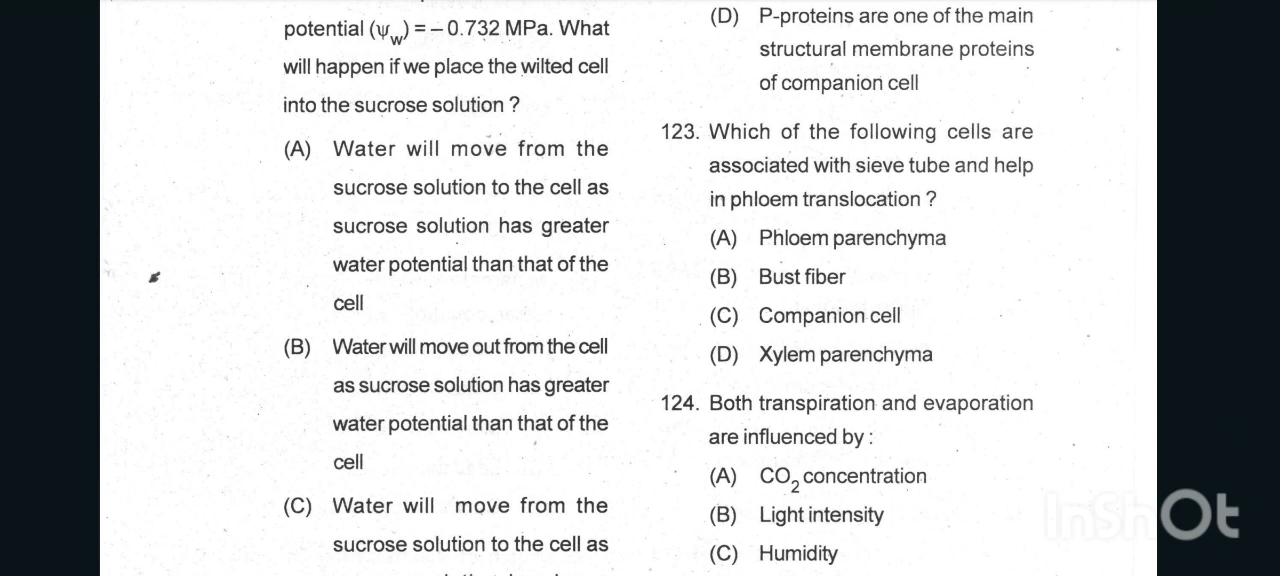 potential (ψw) = – 0.732 MPa. What
will happen if we place the wilted cell
into the sucrose solution ?
(A) Water will move from the
sucrose solution to the cell as
sucrose solution has greater
water potential than that of the
cell
(B) Water will move out from the cell
as sucrose solution has greater
water potential than that of the
cell
(C) Water will move from the
sucrose solution to the cell as
(D) P-proteins are one of the main
structural membrane proteins
of companion cell
123. Which of the following cells are
associated with sieve tube and help
in phloem translocation ?
(A) Phloem parenchyma
(B) Bust fiber
(C) Companion cell
(D) Xylem parenchyma
124. Both transpiration and evaporation
are influenced by :
(A) CO2 concentration
(B) Light intensity
(C) Humidity
InShOt